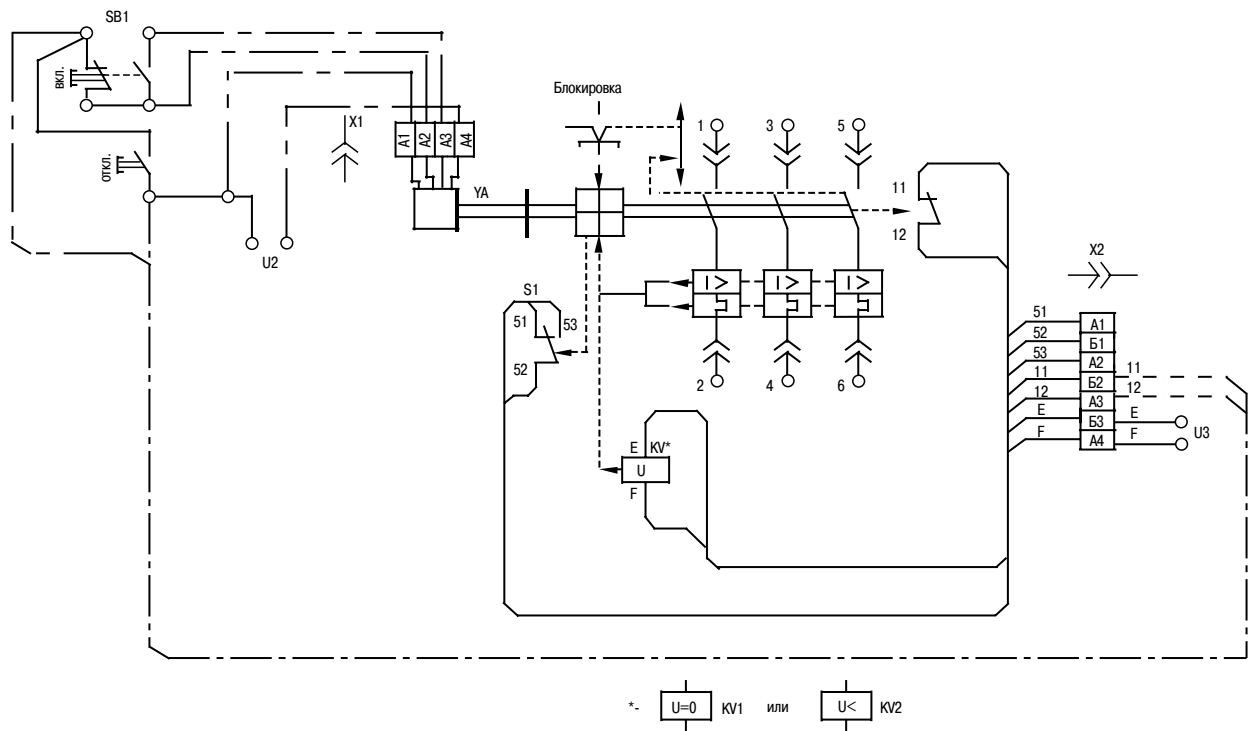 SB1
ВКЛ.
Блокировка
X1
1
3
5
A1
A2
A3
A4
ОТКЛ.
YA
11
12
U2
X2
S1
51
53
52
I >
I >
I >
2
4
6
51
A1
52
Б1
53
A2
11
Б2
11
12
A3
12
E
Б3
E
F
A4
F
U3
E
KV*
U
F
*-
U=0
KV1
или
U<
KV2